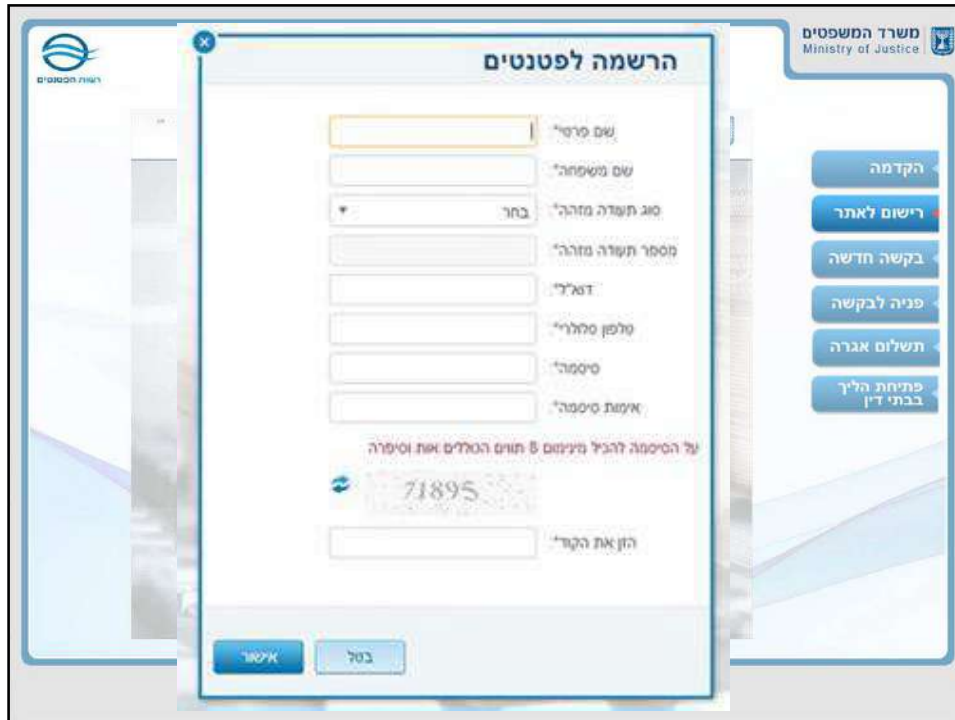 משרד המשפטים
Ministry of Justice
רשות הפטנטים
הרשמה לפטנטים
שם פרטי*:
שם משפחה*:
סוג תעודה מזהה*:
בחר
מספר תעודה מזהה*:
דוא"ל*:
טלפון סלולרי*:
סיסמה*:
אימות סיסמה*:
על הסיסמה להכיל מינימום 8 תווים הכוללים אות וסיפרה
71895
הזן את הקוד*:
בטל
אישור
הקדמה
רישום לאתר
בקשה חדשה
פניה לבקשה
תשלום אגרה
פתיחת הליך
בבתי דין